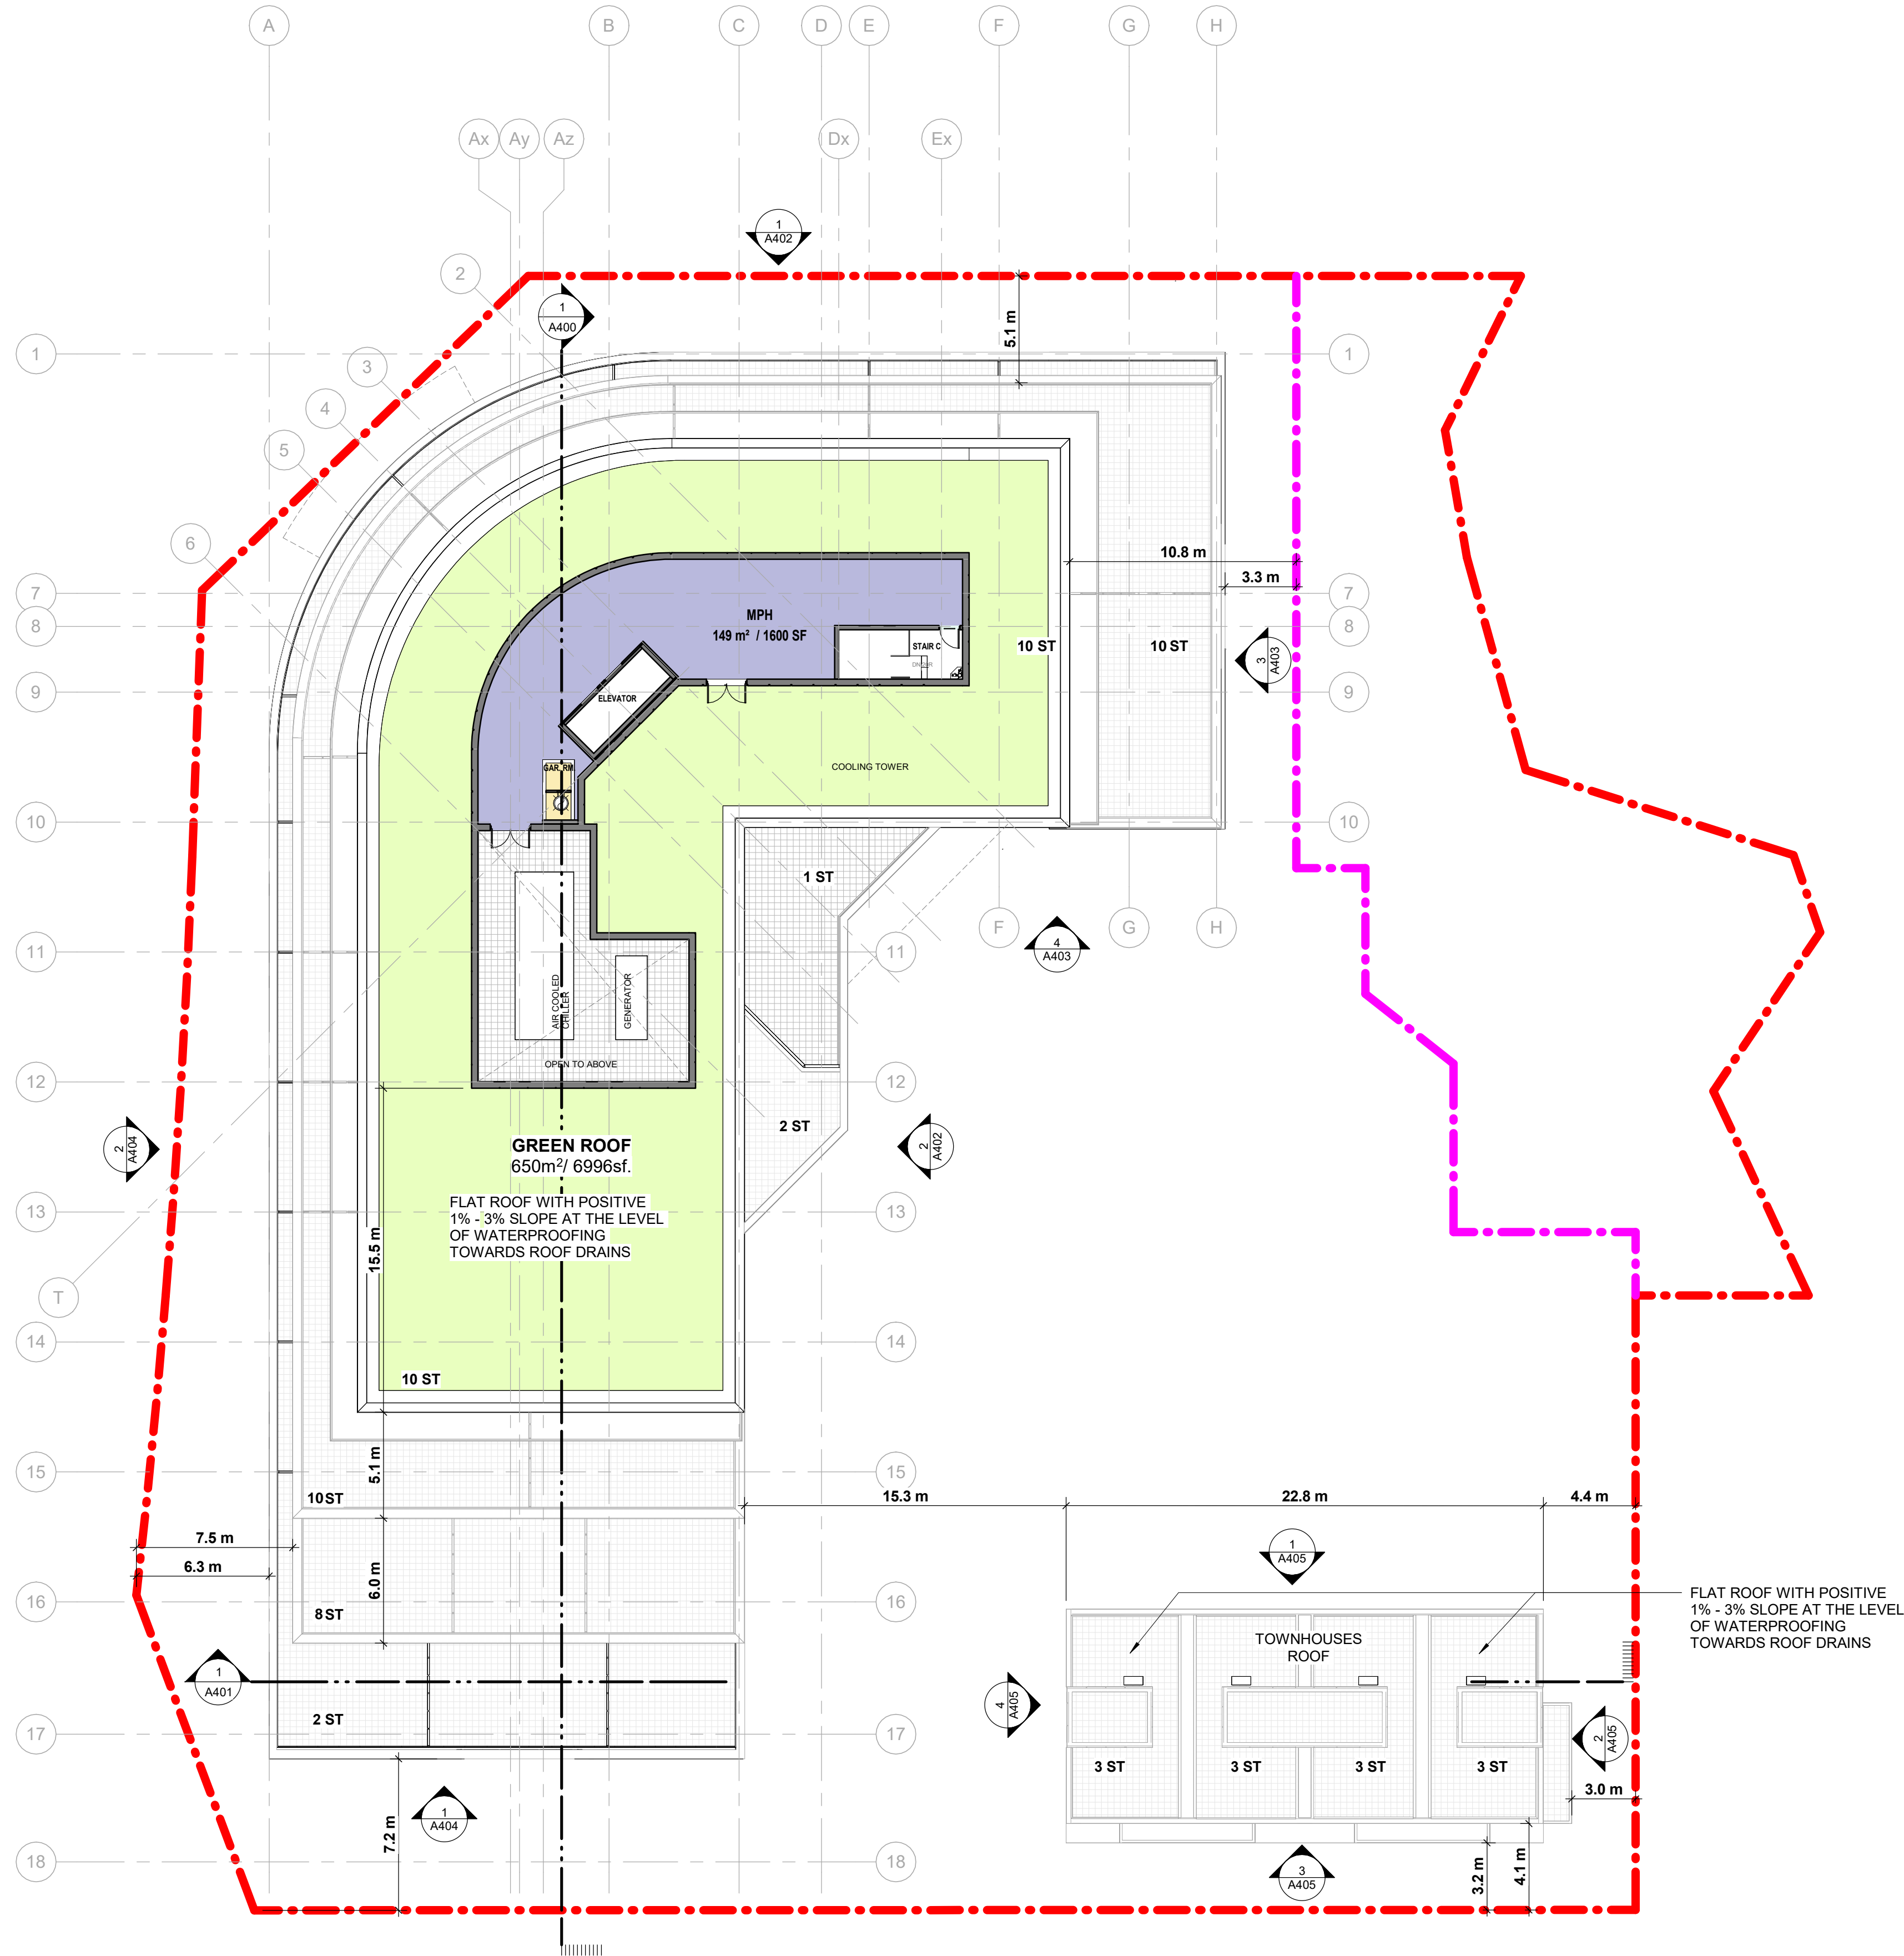 A
B
C
D
E
F
G
H
Ax
Ay
Az
Dx
Ex
1
A402
2
1
A400
5.1 m
1
1
3
4
5
6
10.8 m
3.3 m
7
7
8
8
MPH
149 m² / 1600 SF
STAIR C
10 ST
10 ST
3
A403
9
9
ELEVATOR
GAR. RM
COOLING TOWER
10
10
1 ST
F
G
H
4
A403
11
11
AIR COOLED
CHILLER
GENERATOR
OPEN TO ABOVE
12
12
2 ST
2
A404
2
A402
GREEN ROOF
650m²/ 6996sf.
FLAT ROOF WITH POSITIVE
1% - 3% SLOPE AT THE LEVEL
OF WATERPROOFING
TOWARDS ROOF DRAINS
13
13
15.5 m
T
14
14
10 ST
15
15
5.1 m
10 ST
15.3 m
22.8 m
4.4 m
7.5 m
6.3 m
6.0 m
1
A405
16
16
8 ST
FLAT ROOF WITH POSITIVE
1% - 3% SLOPE AT THE LEVEL
OF WATERPROOFING
TOWARDS ROOF DRAINS
TOWNHOUSES
ROOF
1
A401
2 ST
17
17
4
A405
2
A405
3 ST
3 ST
3 ST
3 ST
3.0 m
1
A404
7.2 m
18
18
3
A405
3.2 m
4.1 m